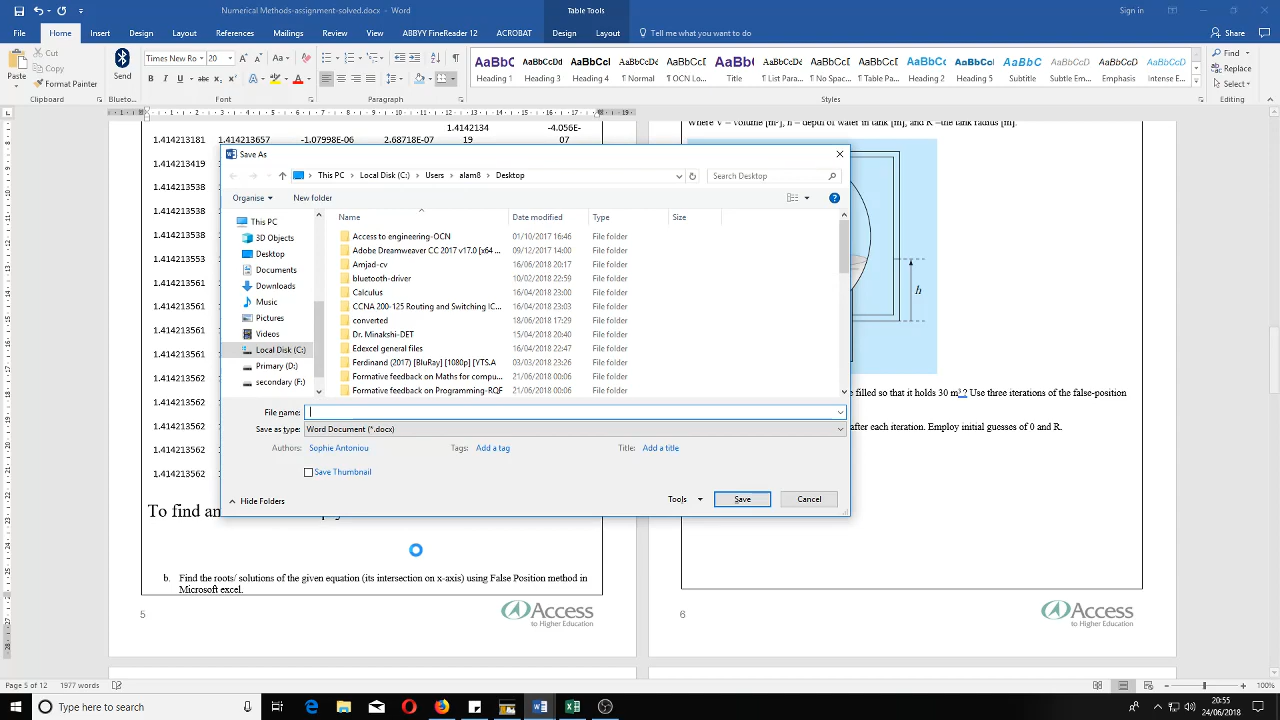 Numerical Methods-assignment-solved.docx - Word
Table Tools
Sign in
File Home Insert Draw Design Layout References Mailings Review View ABBYY FineReader 12 ACROBAT Design Layout Tell me what you want to do Share
Cut
Copy
Format Painter
Paste
Clipboard
Send
Blueto...
Times New Ro 20
Font
Paragraph
AaBbC AaBbCcDd AaBbCcI AaBbCcDc AaBbCcDc
Heading 1 Heading 3 Heading 4 ¶ Normal ¶ OCN Lo... Title ¶ List Para... ¶ No Spac... ¶ Table Pa... Heading 2 Heading 5 Subtitle Subtle Em... Emphasis Intense E...
Styles
Find
Replace
Select
Editing
1.4142134
19
-4.056E-
07
1.414213181 1.414213657 -1.07998E-06 2.68718E-07
1.414213419
1.414213538
1.414213538
1.414213538
1.414213553
1.414213561
1.414213561
1.414213561
1.414213561
1.414213562
1.414213562
1.414213562
1.414213562
1.414213562
To find an
b. Find the roots/ solutions of the given equation (its intersection on x-axis) using False Position method in
Microsoft excel.
5
Access
to Higher Education
where V = volume [m³], h = depth of water in tank [m], and R =the tank radius [m].
h
filled so that it holds 30 m³? Use three iterations of the false-position
after each iteration. Employ initial guesses of 0 and R.
6
Access
to Higher Education
Save As
This PC > Local Disk (C:) > Users > alam8 > Desktop
Search Desktop
Organise New folder
This PC
3D Objects
Desktop
Documents
Downloads
Music
Pictures
Videos
Local Disk (C:)
Primary (D:)
secondary (F:)
Name Date modified Type Size
Access to engineering-OCN 01/10/2017 16:46 File folder
Adobe Dreamweaver CC 2017 v17.0 [x64 ... 09/12/2017 14:00 File folder
Amjad-cv 16/06/2018 20:17 File folder
bluetooth-driver 10/02/2018 22:59 File folder
Calculus 16/04/2018 23:00 File folder
CCNA 200-125 Routing and Switching IC... 16/04/2018 23:03 File folder
converted 18/06/2018 17:29 File folder
Dr. Minakshi-DET 15/04/2018 20:40 File folder
Edexcel general files 16/04/2018 22:47 File folder
Ferdinand (2017) [BluRay] [1080p] [YTS.A 03/03/2018 23:26 File folder
Formative feedback on Maths for compu... 21/06/2018 00:06 File folder
Formative feedback on Programming-RQF 21/06/2018 00:06 File folder
File name:
Save as type: Word Document (*.docx)
Authors: Sophie Antoniou Tags: Add a tag Title: Add a title
Save Thumbnail
Hide Folders
Tools Save Cancel
Page 5 of 12 1977 words
100%
Type here to search
20:55
24/06/2018